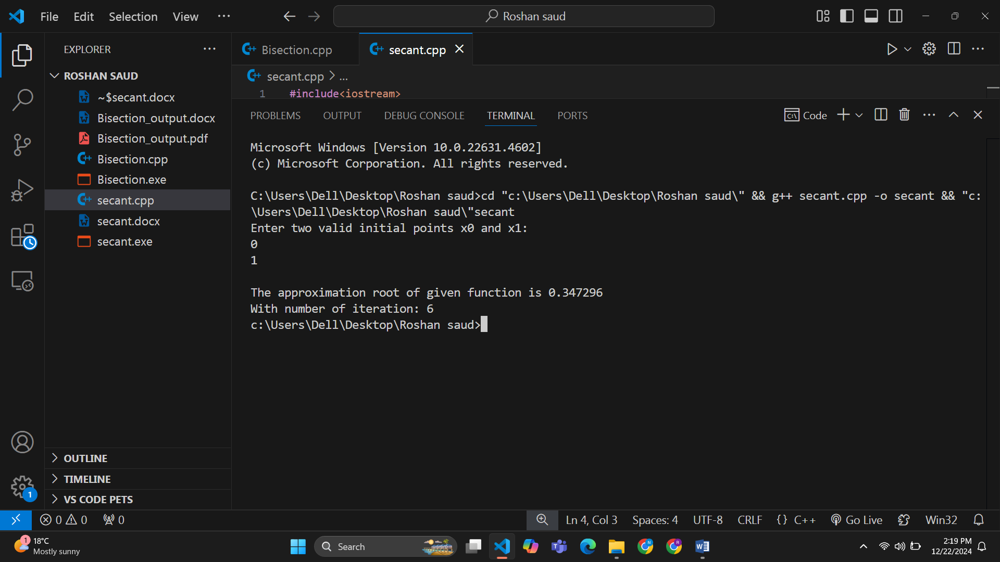 File Edit Selection View ···
Roshan saud
EXPLORER ···
ROSHAN SAUD
~$secant.docx
Bisection_output.docx
Bisection_output.pdf
Bisection.cpp
Bisection.exe
secant.cpp
secant.docx
secant.exe
OUTLINE
TIMELINE
VS CODE PETS
1
Bisection.cpp
secant.cpp
secant.cpp > ...
1 #include<iostream>
PROBLEMS OUTPUT DEBUG CONSOLE TERMINAL PORTS
Code
Microsoft Windows [Version 10.0.22631.4602]
(c) Microsoft Corporation. All rights reserved.
C:\Users\Dell\Desktop\Roshan saud>cd "c:\Users\Dell\Desktop\Roshan saud\" && g++ secant.cpp -o secant && "c:
\Users\Dell\Desktop\Roshan saud\"secant
Enter two valid initial points x0 and x1:
0
1
The approximation root of given function is 0.347296
With number of iteration: 6
c:\Users\Dell\Desktop\Roshan saud>
0 0 0
Ln 4, Col 3 Spaces: 4 UTF-8 CRLF {} C++ Go Live Win32
1 18°C
Mostly sunny
Search
2:19 PM
12/22/2024